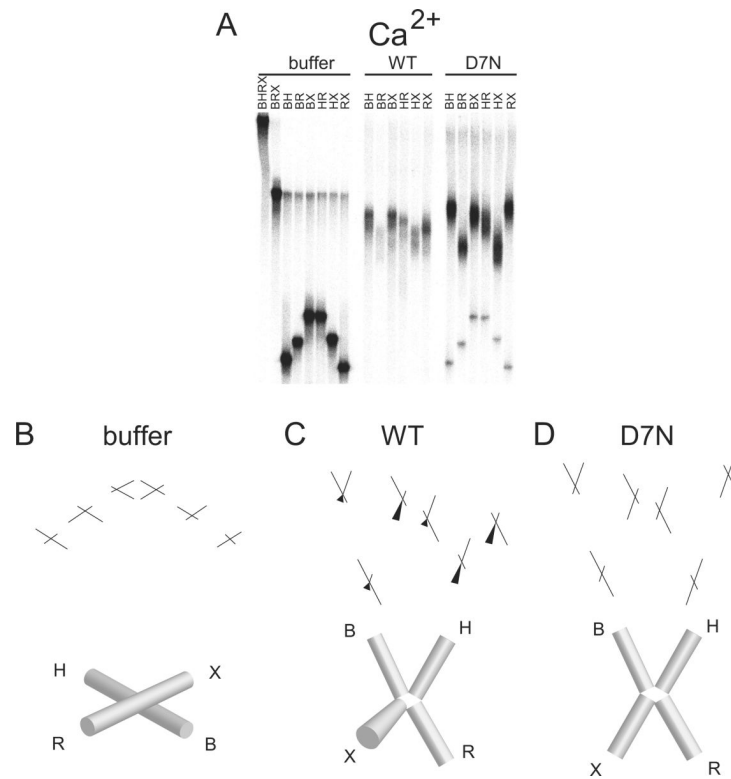 A Ca2+
buffer WT D7N
BHRX BRX BH BR BX HR HX RX BH BR BX HR HX RX BH BR BX HR HX RX
B buffer C WT D D7N
B H B H
H X
R B X R X R